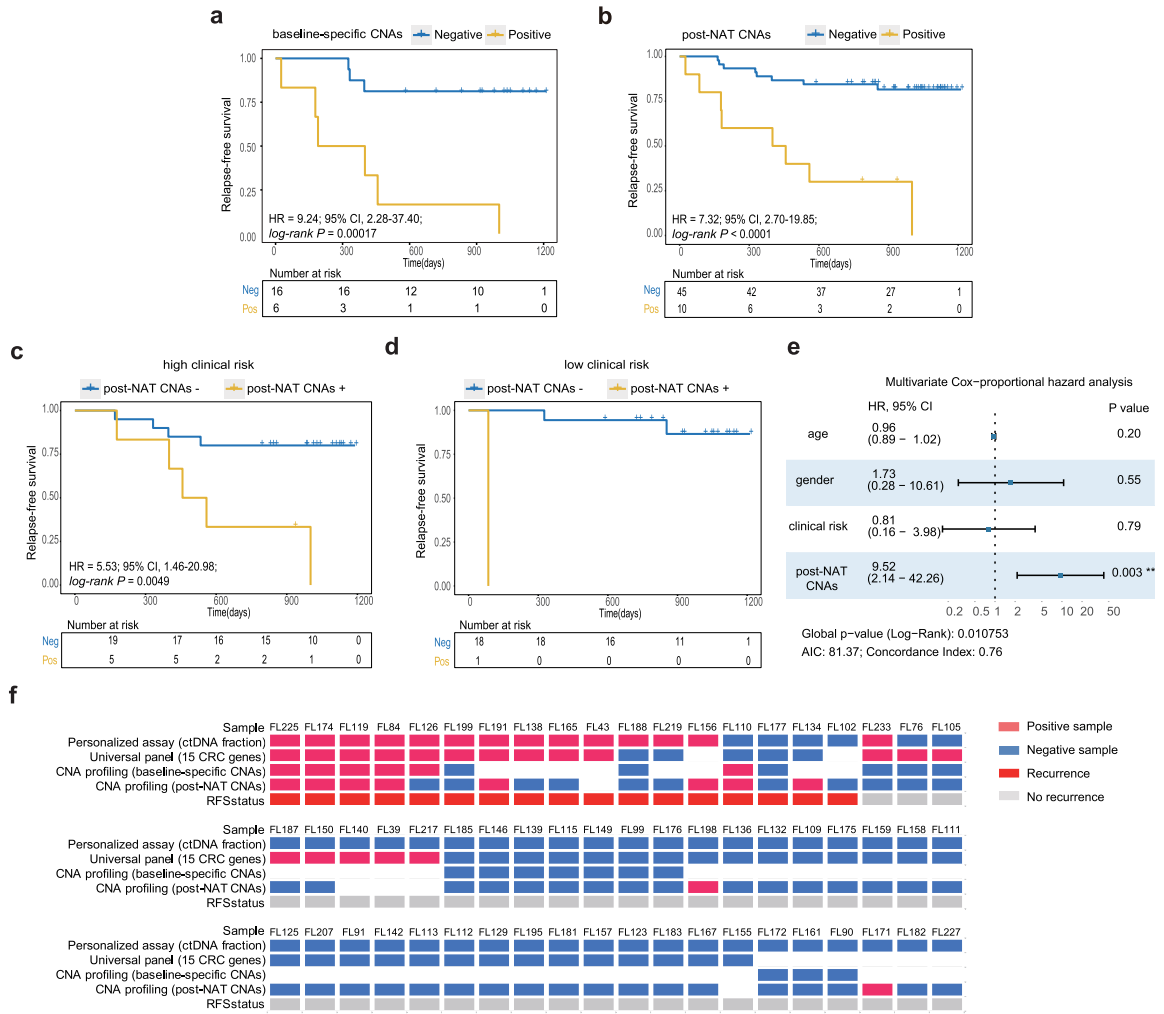 a
baseline-specific CNAs Negative Positive
1.00
0.75
0.50
0.25
0.00
Relapse-free survival
HR = 9.24; 95% CI, 2.28-37.40;
log-rank P = 0.00017
0 300 600 900 1200
Time(days)
Number at risk
Neg 16 16 12 10 1
Pos 6 3 1 1 0
b
post-NAT CNAs Negative Positive
1.00
0.75
0.50
0.25
0.00
Relapse-free survival
HR = 7.32; 95% CI, 2.70-19.85;
log-rank P < 0.0001
0 300 600 900 1200
Time(days)
Number at risk
Neg 45 42 37 27 1
Pos 10 6 3 2 0
c
high clinical risk
post-NAT CNAs - post-NAT CNAs +
1.00
0.75
0.50
0.25
0.00
Relapse-free survival
HR = 5.53; 95% CI, 1.46-20.98;
log-rank P = 0.0049
0 300 600 900 1200
Time(days)
Number at risk
Neg 19 17 16 15 10 0
Pos 5 5 2 2 1 0
d
low clinical risk
post-NAT CNAs - post-NAT CNAs +
1.00
0.75
0.50
0.25
0.00
Relapse-free survival
0 300 600 900 1200
Time(days)
Number at risk
Neg 18 18 16 11 1
Pos 1 0 0 0 0
e
Multivariate Cox-proportional hazard analysis
HR, 95% CI P value
age 0.96 (0.89 - 1.02) 0.20
gender 1.73 (0.28 - 10.61) 0.55
clinical risk 0.81 (0.16 - 3.98) 0.79
post-NAT CNAs 9.52 (2.14 - 42.26) 0.003 **
0.2 0.5 1 2 5 10 20 50
Global p-value (Log-Rank): 0.010753
AIC: 81.37; Concordance Index: 0.76
f
Sample FL225 FL174 FL119 FL84 FL126 FL199 FL191 FL138 FL165 FL43 FL188 FL219 FL156 FL110 FL177 FL134 FL102 FL233 FL76 FL105
Personalized assay (ctDNA fraction)
Universal panel (15 CRC genes)
CNA profiling (baseline-specific CNAs)
CNA profiling (post-NAT CNAs)
RFSstatus
Positive sample
Negative sample
Recurrence
No recurrence
Sample FL187 FL150 FL140 FL39 FL217 FL185 FL146 FL139 FL115 FL149 FL99 FL176 FL198 FL136 FL132 FL109 FL175 FL159 FL158 FL111
Personalized assay (ctDNA fraction)
Universal panel (15 CRC genes)
CNA profiling (baseline-specific CNAs)
CNA profiling (post-NAT CNAs)
RFSstatus
Sample FL125 FL207 FL91 FL142 FL113 FL112 FL129 FL195 FL181 FL157 FL123 FL183 FL167 FL155 FL172 FL161 FL90 FL171 FL182 FL227
Personalized assay (ctDNA fraction)
Universal panel (15 CRC genes)
CNA profiling (baseline-specific CNAs)
CNA profiling (post-NAT CNAs)
RFSstatus